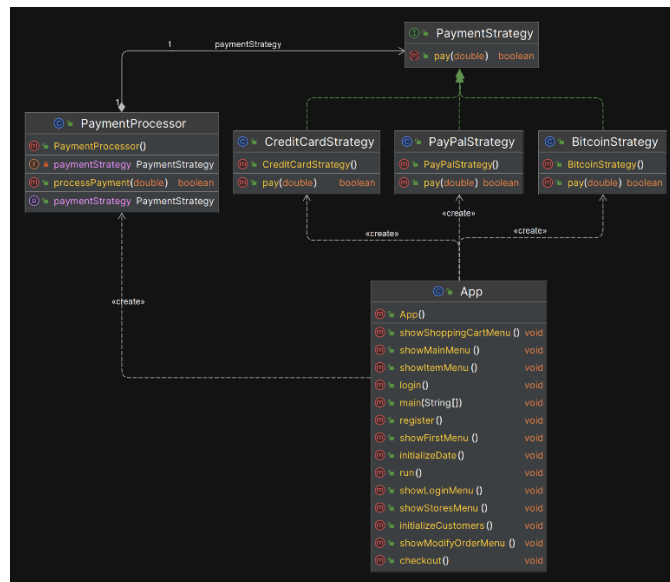 PaymentStrategy
pay(double) boolean
1 paymentStrategy
1
PaymentProcessor
PaymentProcessor()
paymentStrategy PaymentStrategy
processPayment(double) boolean
paymentStrategy PaymentStrategy
CreditCardStrategy
CreditCardStrategy()
pay(double) boolean
PayPalStrategy
PayPalStrategy()
pay(double) boolean
BitcoinStrategy
BitcoinStrategy()
pay(double) boolean
«create»
«create»
«create»
«create»
App
App()
showShoppingCartMenu () void
showMainMenu () void
showItemMenu () void
login() void
main(String[]) void
register() void
showFirstMenu () void
initializeDate() void
run() void
showLoginMenu () void
showStoresMenu () void
initializeCustomers () void
showModifyOrderMenu () void
checkout() void